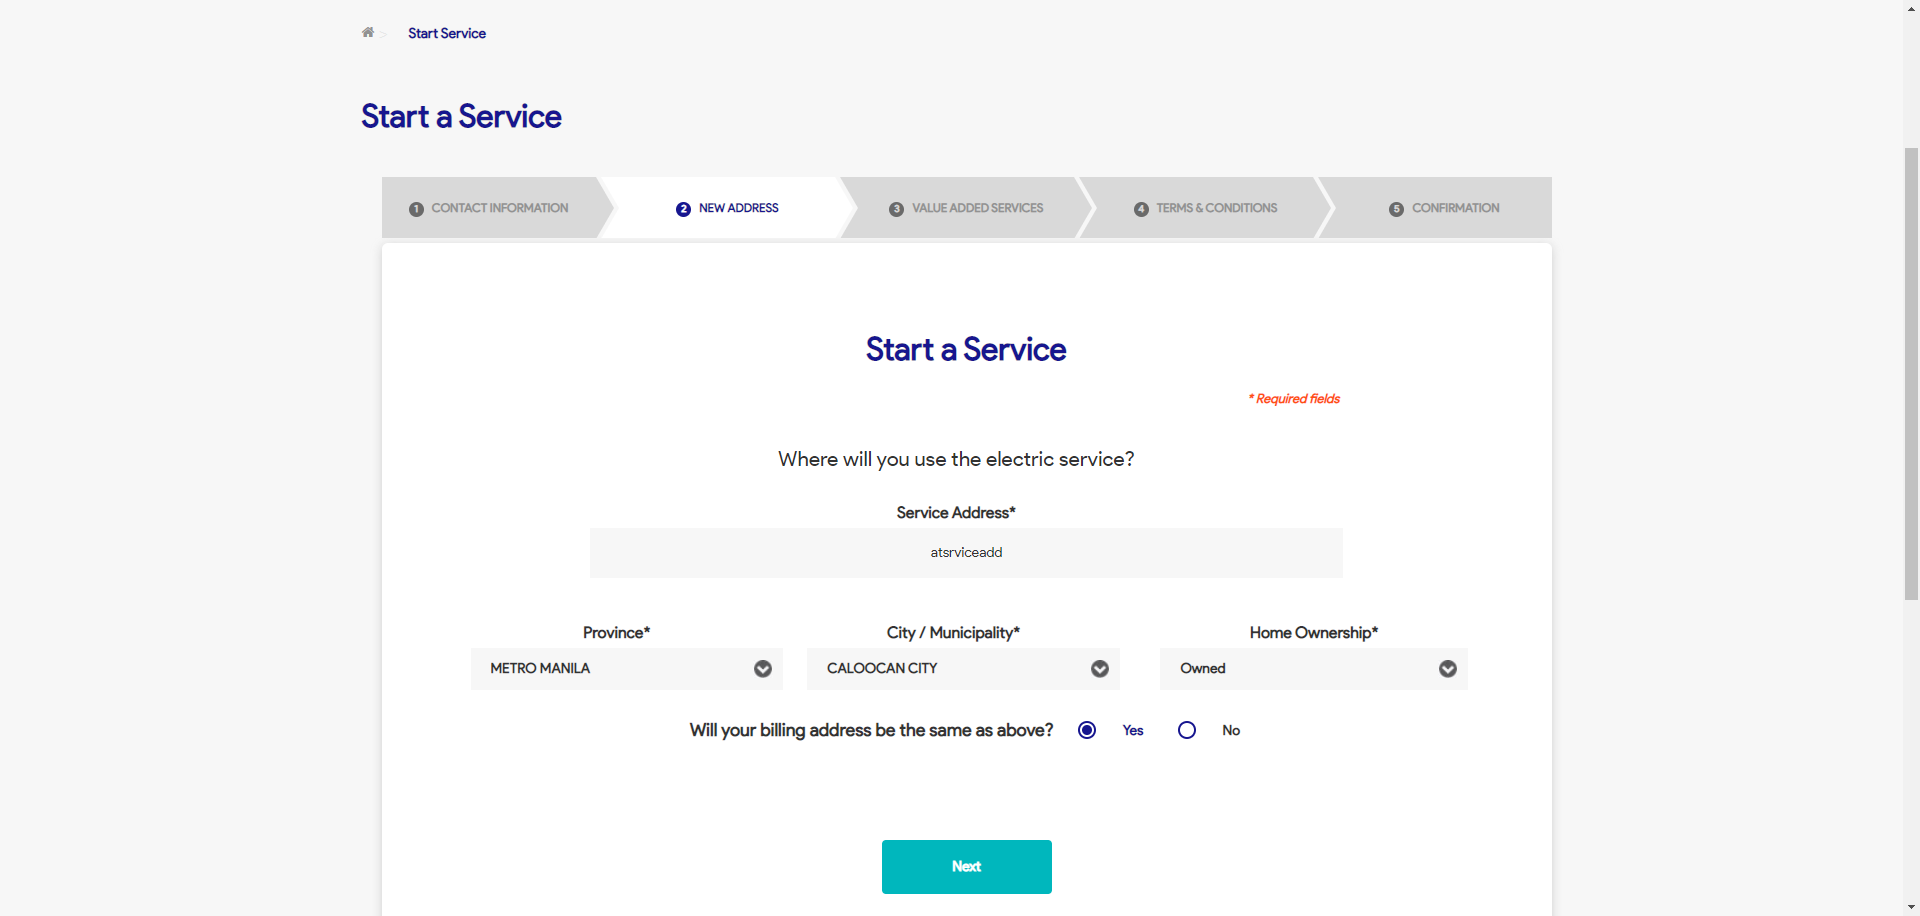 > Start Service
Start a Service
1 CONTACT INFORMATION 2 NEW ADDRESS 3 VALUE ADDED SERVICES 4 TERMS & CONDITIONS 5 CONFIRMATION
Start a Service
* Required fields
Where will you use the electric service?
Service Address*
atsrviceadd
Province* City / Municipality* Home Ownership*
METRO MANILA CALOOCAN CITY Owned
Will your billing address be the same as above? Yes No
Next